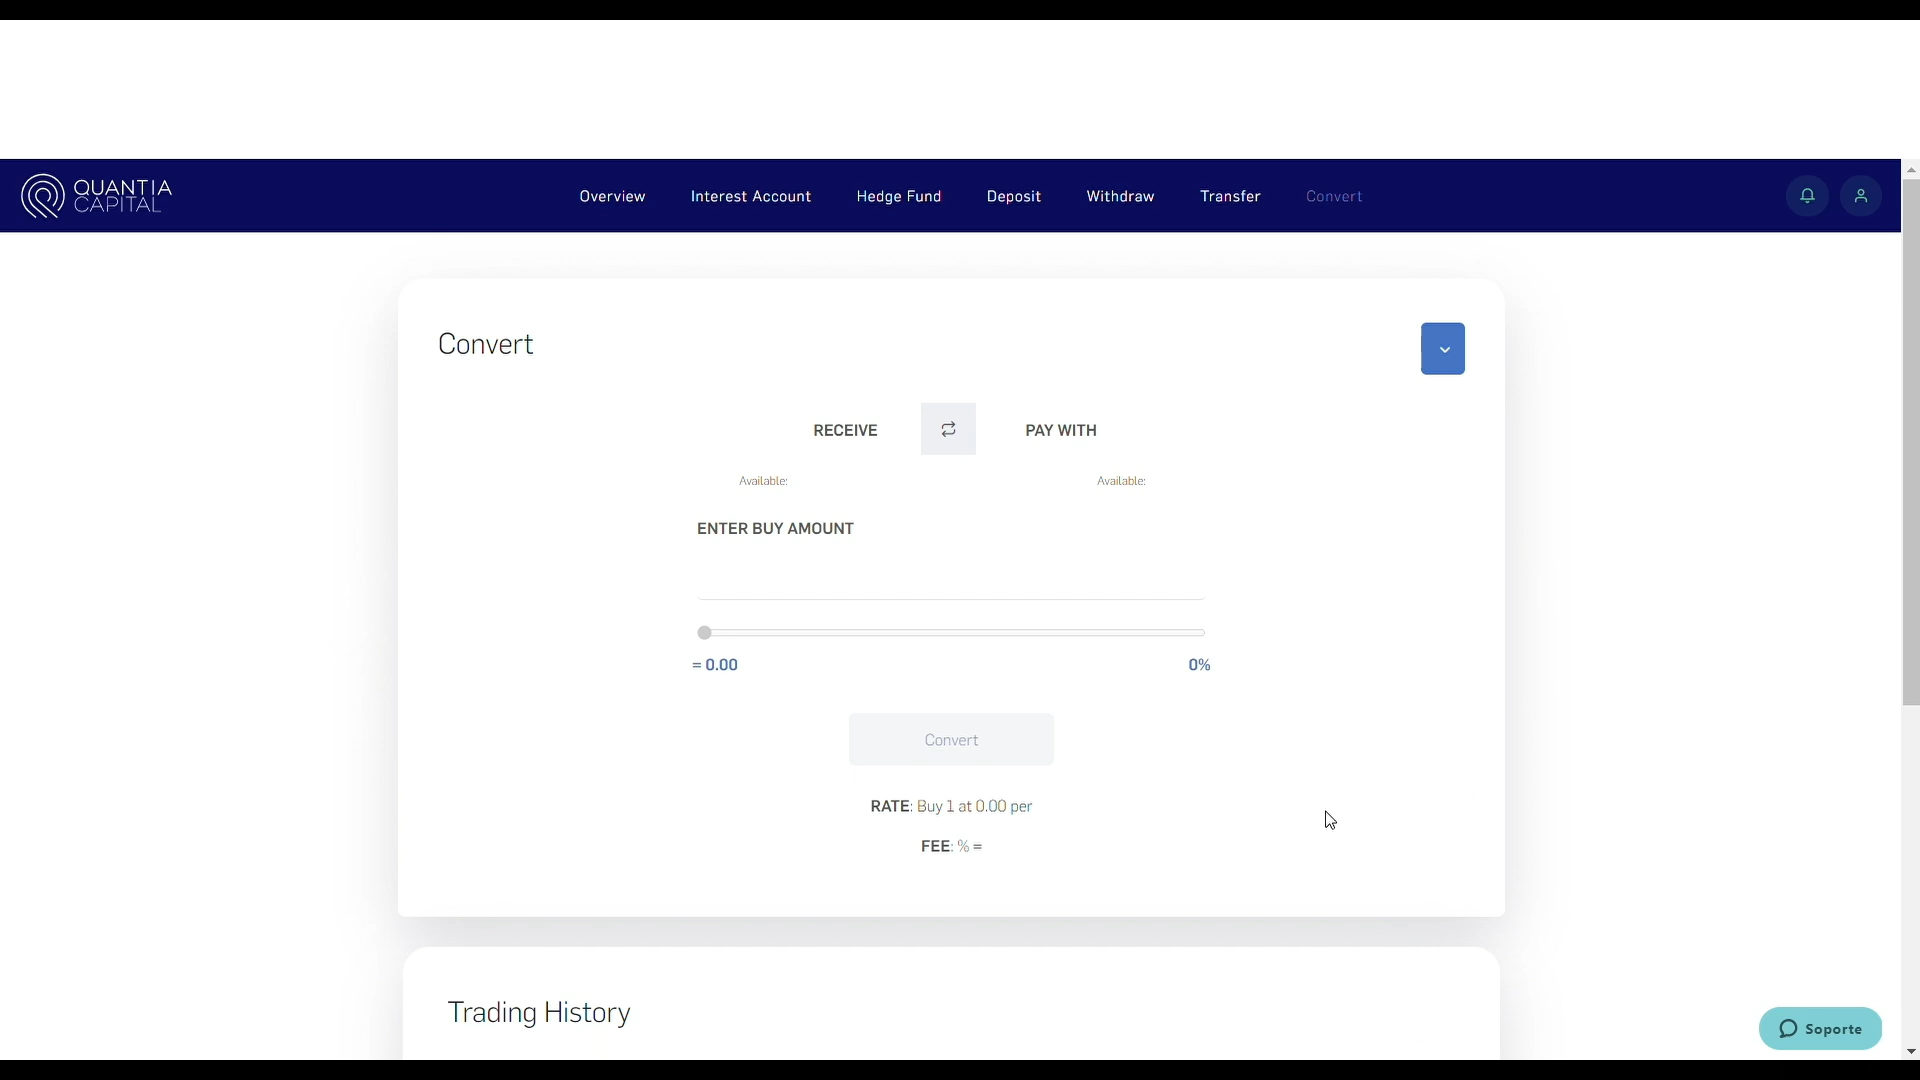 QUANTIA
CAPITAL
Overview Interest Account Hedge Fund Deposit Withdraw Transfer Convert
Convert
RECEIVE PAY WITH
Available: Available:
ENTER BUY AMOUNT
= 0.00 0%
Convert
RATE: Buy 1 at 0.00 per
FEE: % =
Trading History
Soporte